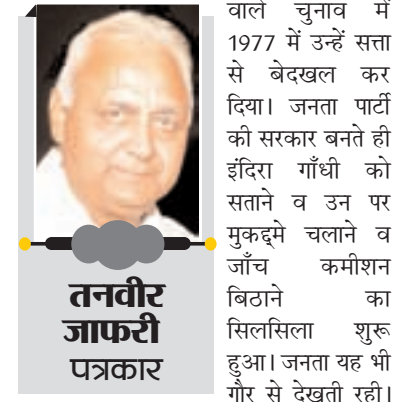 तनवीर
जाफरी
पत्रकार
वाले चुनाव में
1977 में उन्हें सत्ता
से बेदखल कर
दिया। जनता पार्टी
की सरकार बनते ही
इंदिरा गाँधी को
सताने व उन पर
मुकद्द्मे चलाने व
जाँच कमीशन
बिठाने का
सिलसिला शुरू
हुआ। जनता यह भी
गौर से देखती रही।